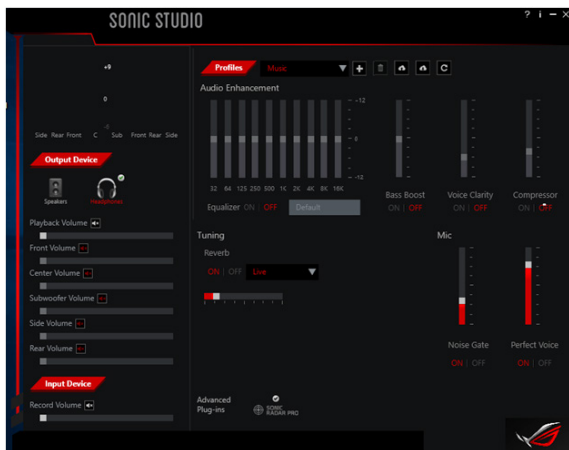 SONIC STUDIO
? i
+9
0
-9
Side Rear Front C Sub Front Rear Side
Output Device
Speakers
Headphones
Playback Volume
Front Volume
Center Volume
Subwoofer Volume
Side Volume
Rear Volume
Input Device
Record Volume
Profiles
Music
Audio Enhancement
-12
- 0
-12
32 64 125 250 500 1K 2K 4K 8K 16K
Equalizer ON | OFF Default
Bass Boost
ON | OFF
Voice Clarity
ON | OFF
Compressor
ON | OFF
Tuning
Reverb
ON | OFF Live
Mic
Noise Gate
ON | OFF
Perfect Voice
ON | OFF
Advanced
Plug-ins
SONIC
RADAR PRO